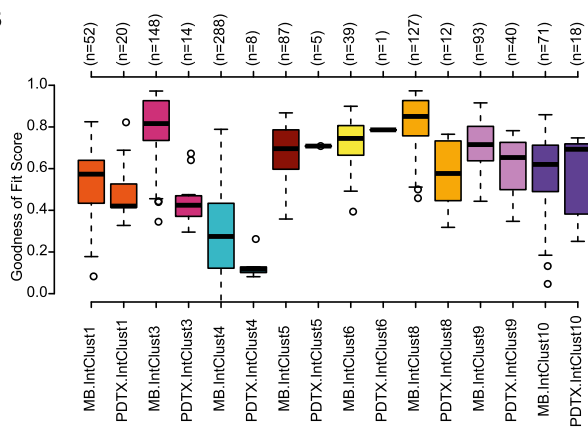 (n=52)
(n=20)
(n=148)
(n=14)
(n=288)
(n=8)
(n=87)
(n=5)
(n=39)
(n=1)
(n=127)
(n=12)
(n=93)
(n=40)
(n=71)
(n=18)
Goodness of Fit Score
1.0
0.8
0.6
0.4
0.2
0.0
MB.IntClust1
PDTX.IntClust1
MB.IntClust3
PDTX.IntClust3
MB.IntClust4
PDTX.IntClust4
MB.IntClust5
PDTX.IntClust5
MB.IntClust6
PDTX.IntClust6
MB.IntClust8
PDTX.IntClust8
MB.IntClust9
PDTX.IntClust9
MB.IntClust10
PDTX.IntClust10